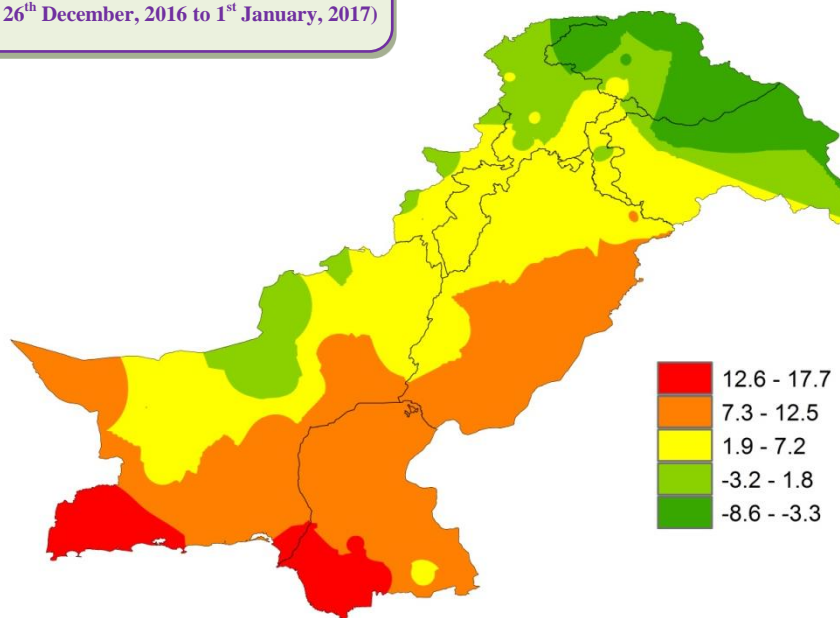 26th December, 2016 to 1st January, 2017)
12.6 - 17.7
7.3 - 12.5
1.9 - 7.2
-3.2 - 1.8
-8.6 - -3.3